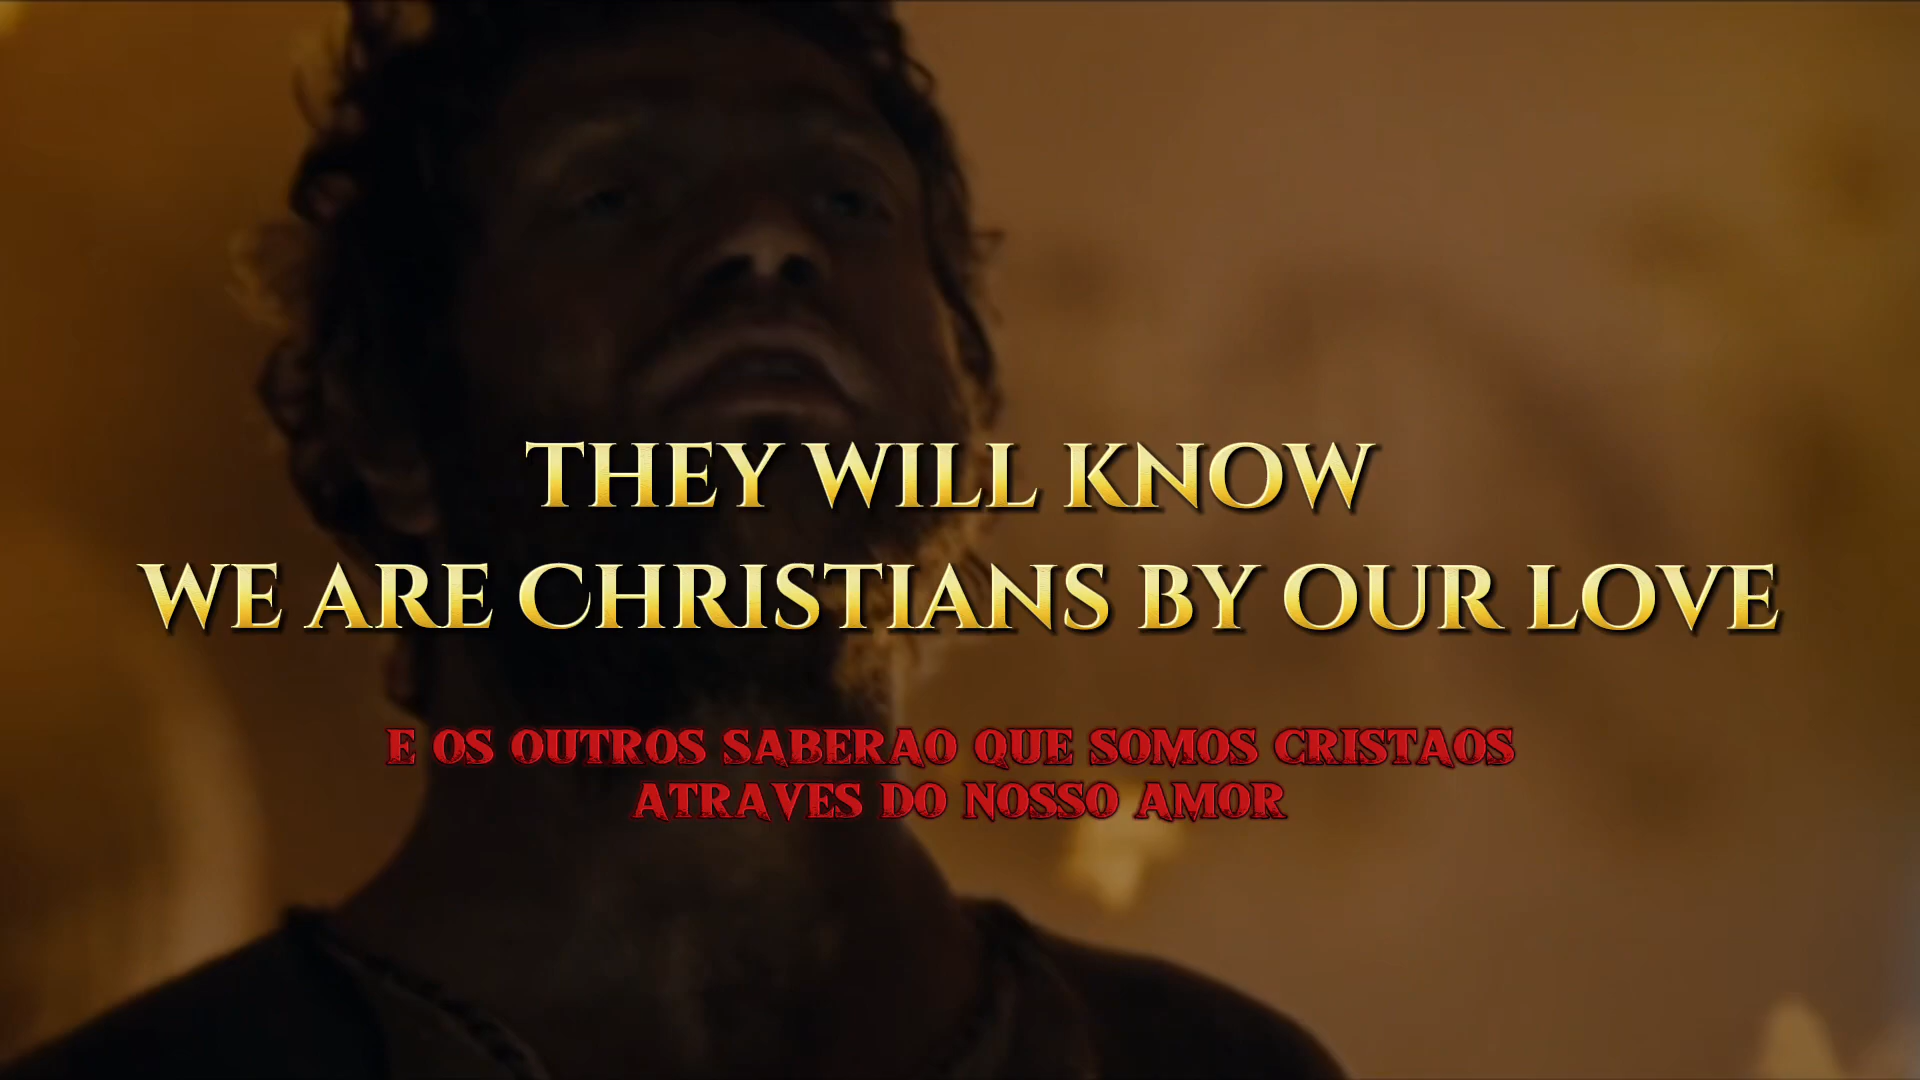 THEY WILL KNOW
WE ARE CHRISTIANS BY OUR LOVE
E OS OUTROS SABERAO QUE SOMOS CRISTAOS
ATRAVES DO NOSSO AMOR